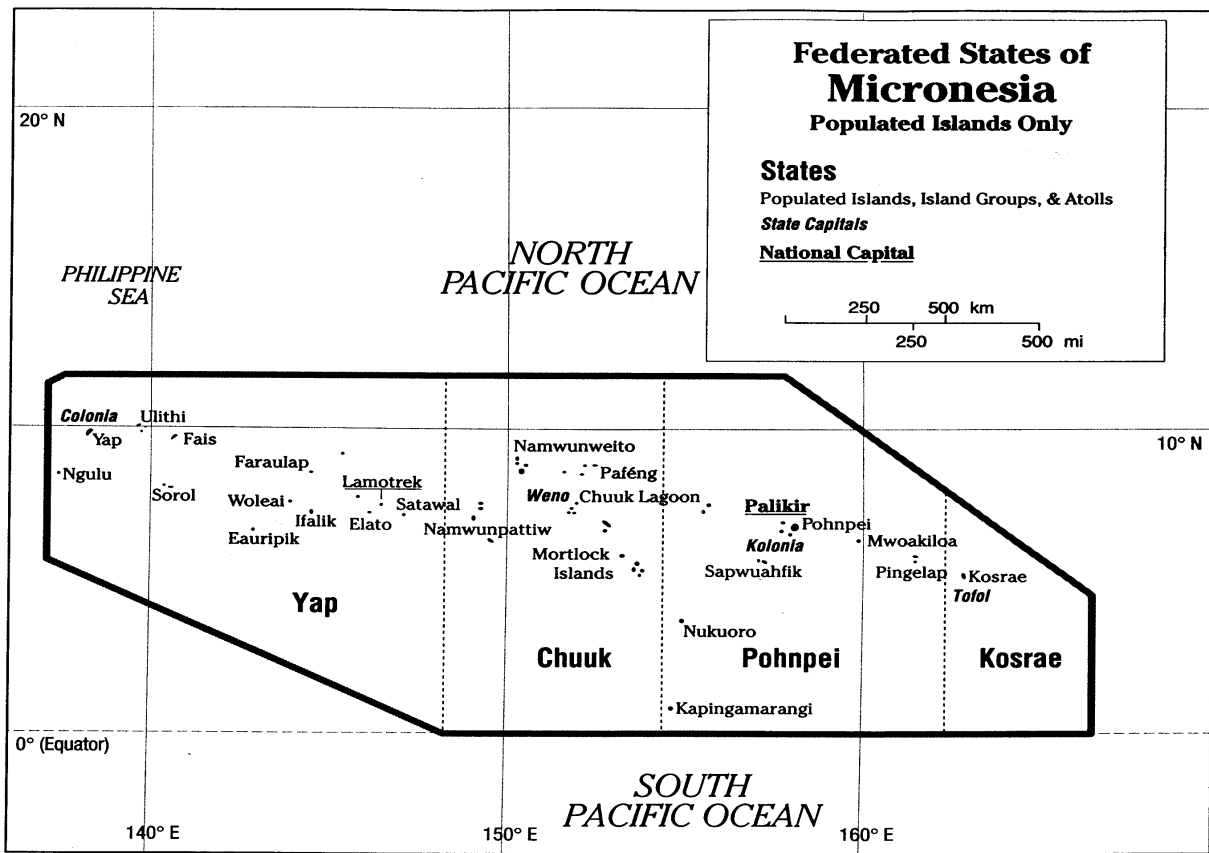 Federated States of
Micronesia
Populated Islands Only
States
Populated Islands, Island Groups, & Atolls
State Capitals
National Capital
250 500 km
250 500 mi
20° N
NORTH
PACIFIC OCEAN
PHILIPPINE
SEA
Colonia
Ulithi
Yap
Fais
10° N
Ngulu
Sorol
Faraulap
Lamotrek
Woleai
Ifalik
Elato
Satawal
Eauripik
Namwunweito
Paféng
Weno
Chuuk Lagoon
Namwunpattiw
Mortlock
Islands
Palikir
Pohnpei
Kolonia
Mwoakiloa
Sapwuahfik
Pingelap
Kosrae
Tofol
Nukuoro
Yap
Chuuk
Pohnpei
Kosrae
Kapingamarangi
0° (Equator)
SOUTH
PACIFIC OCEAN
140° E
150° E
160° E